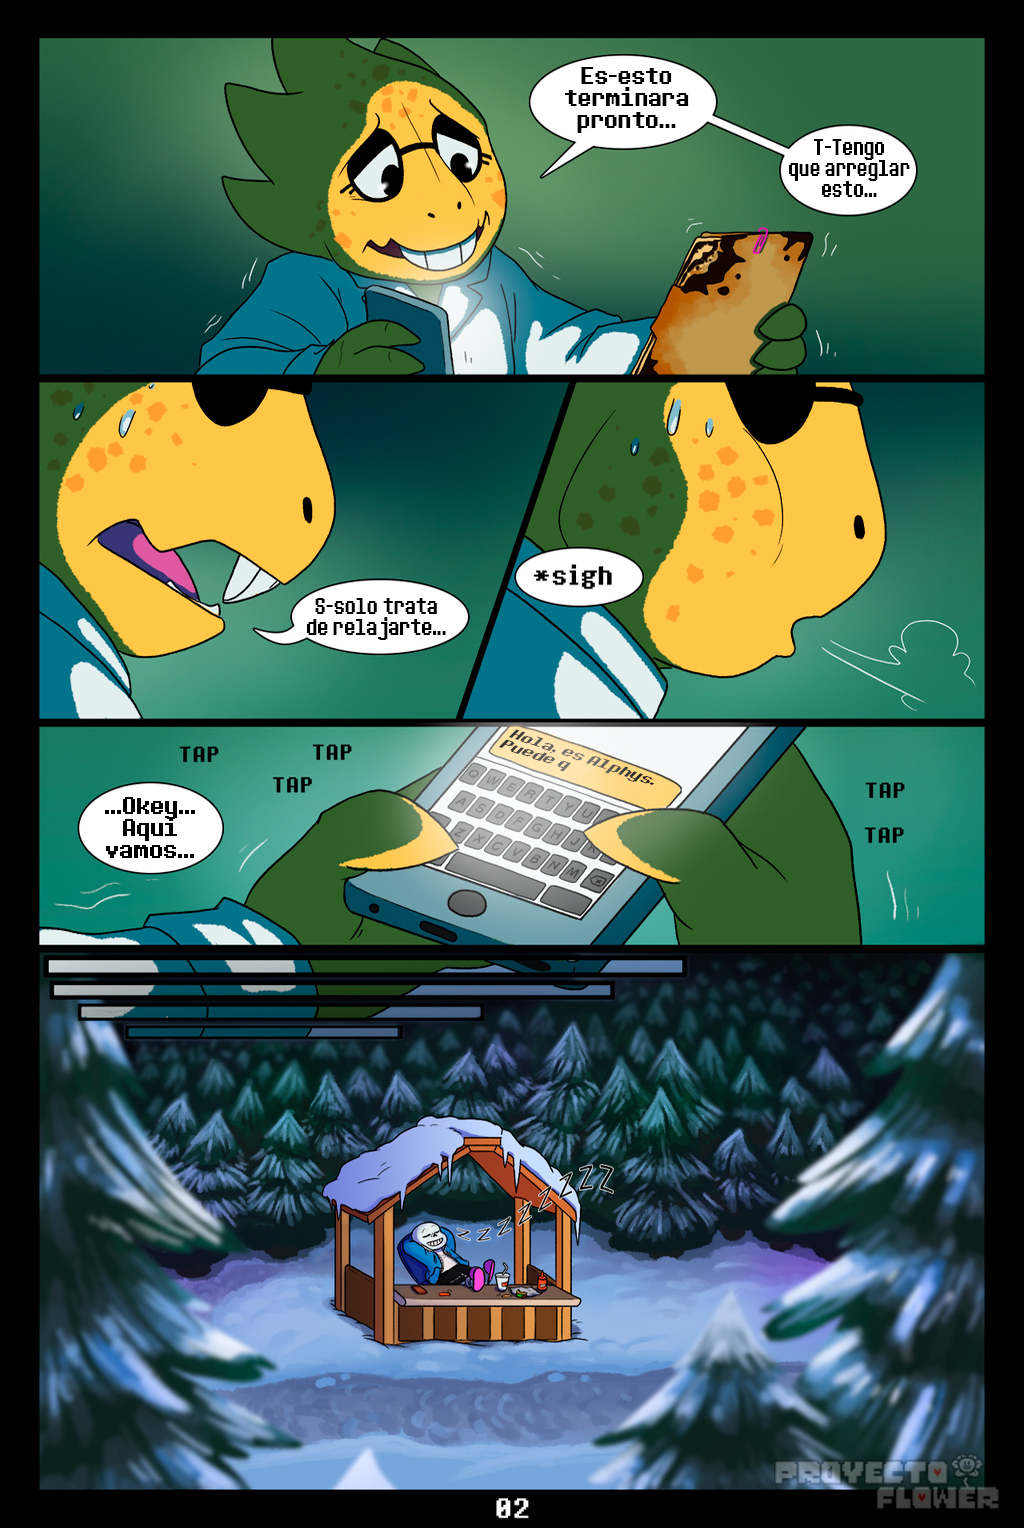 Es-esto
terminara
pronto...
T-Tengo
que arreglar
esto...
S-solo trata
de relajarte...
*sigh
TAP
TAP
TAP
...Okey...
Aqui
vamos...
Hola, es Alphys.
Puede q
Q W E R T Y U
A S D F G H J K
Z X C V B N M
TAP
TAP
Z Z Z Z Z Z Z Z
PROYECTO
FLOWER
02